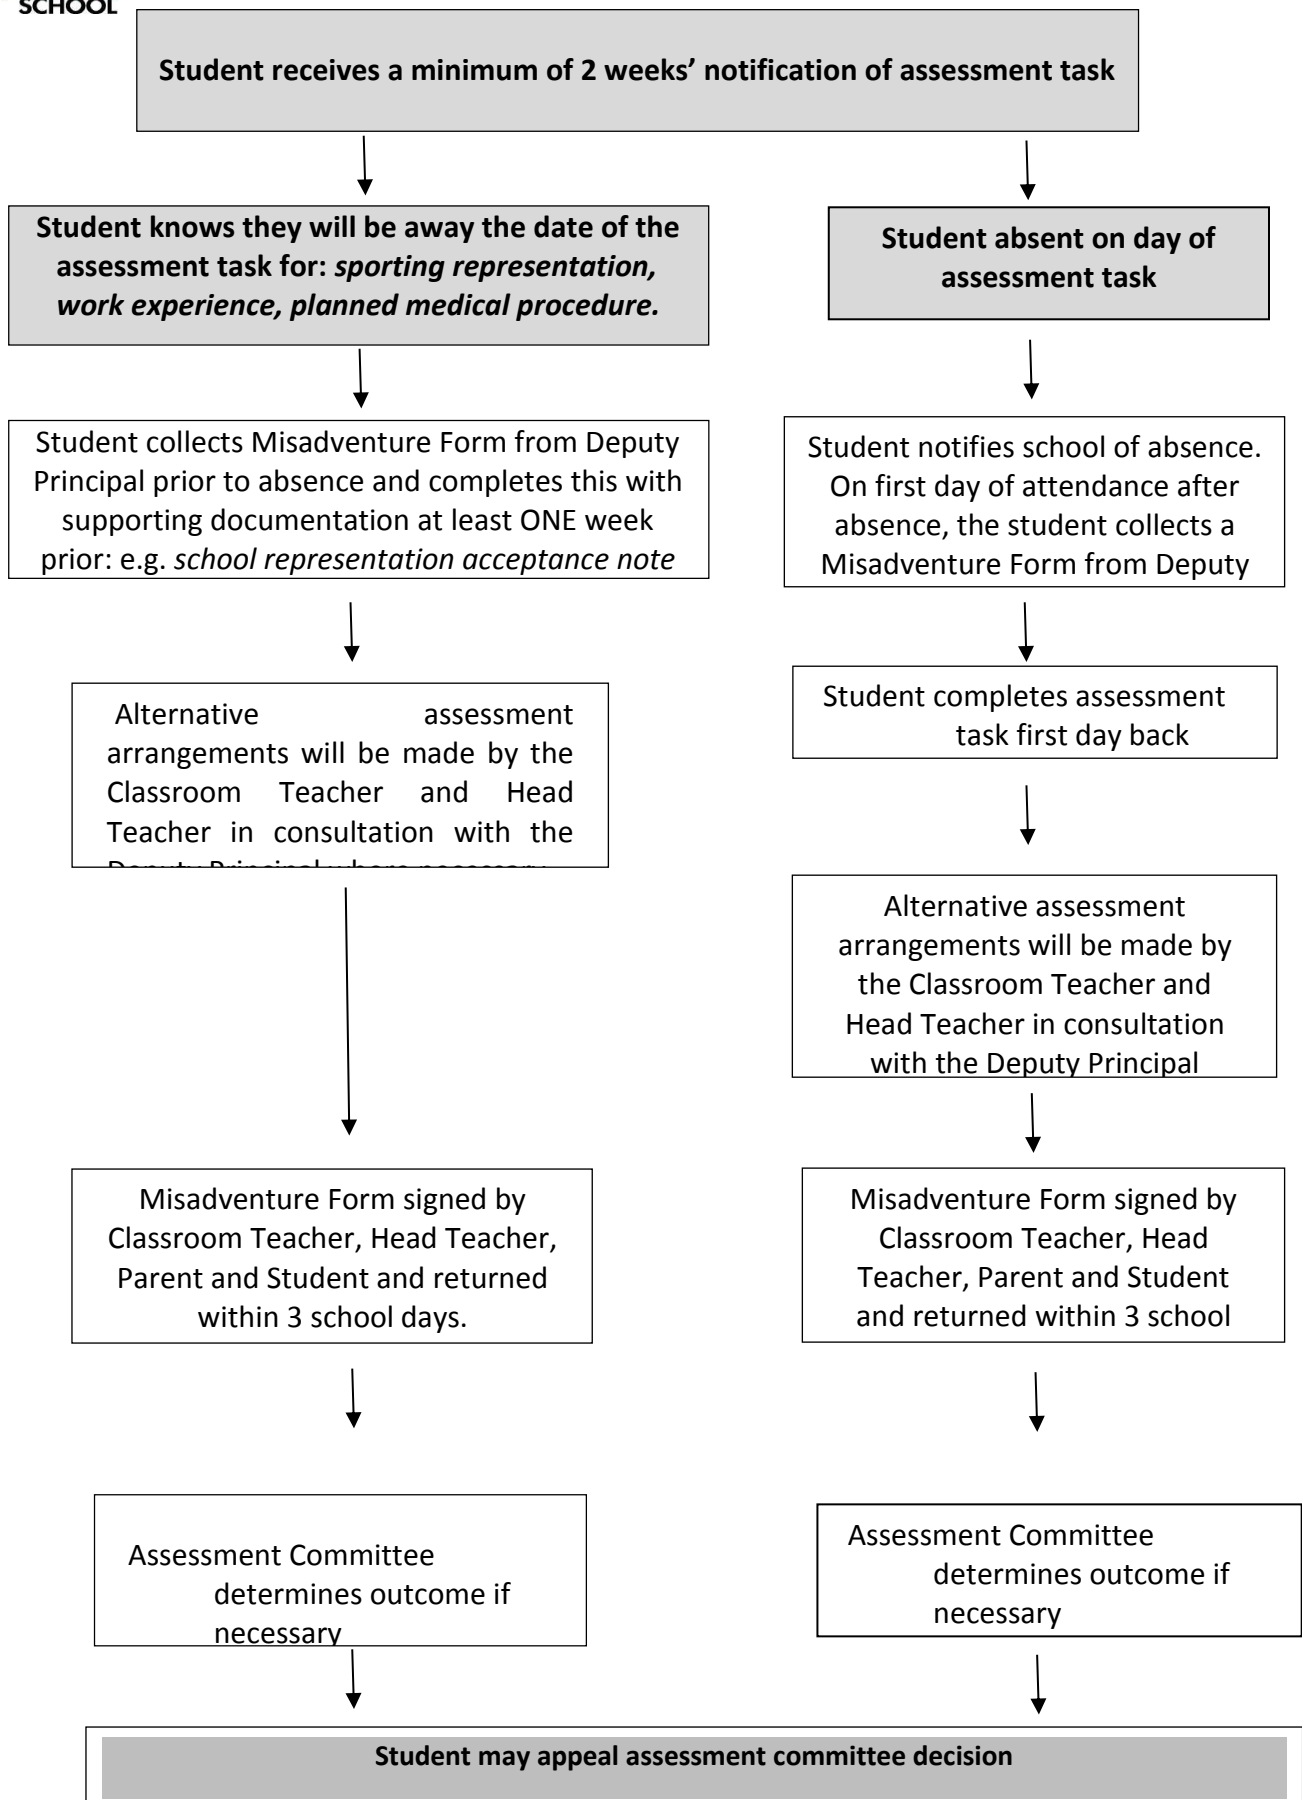 SCHOOL
Student receives a minimum of 2 weeks’ notification of assessment task
Student knows they will be away the date of the
assessment task for: sporting representation,
work experience, planned medical procedure.
Student collects Misadventure Form from Deputy
Principal prior to absence and completes this with
supporting documentation at least ONE week
prior: e.g. school representation acceptance note
Alternative assessment
arrangements will be made by the
Classroom Teacher and Head
Teacher in consultation with the
Deputy Principal where necessary
Misadventure Form signed by
Classroom Teacher, Head Teacher,
Parent and Student and returned
within 3 school days.
Assessment Committee
determines outcome if
necessary
Student absent on day of
assessment task
Student notifies school of absence.
On first day of attendance after
absence, the student collects a
Misadventure Form from Deputy
Student completes assessment
task first day back
Alternative assessment
arrangements will be made by
the Classroom Teacher and
Head Teacher in consultation
with the Deputy Principal
Misadventure Form signed by
Classroom Teacher, Head
Teacher, Parent and Student
and returned within 3 school
Assessment Committee
determines outcome if
necessary
Student may appeal assessment committee decision